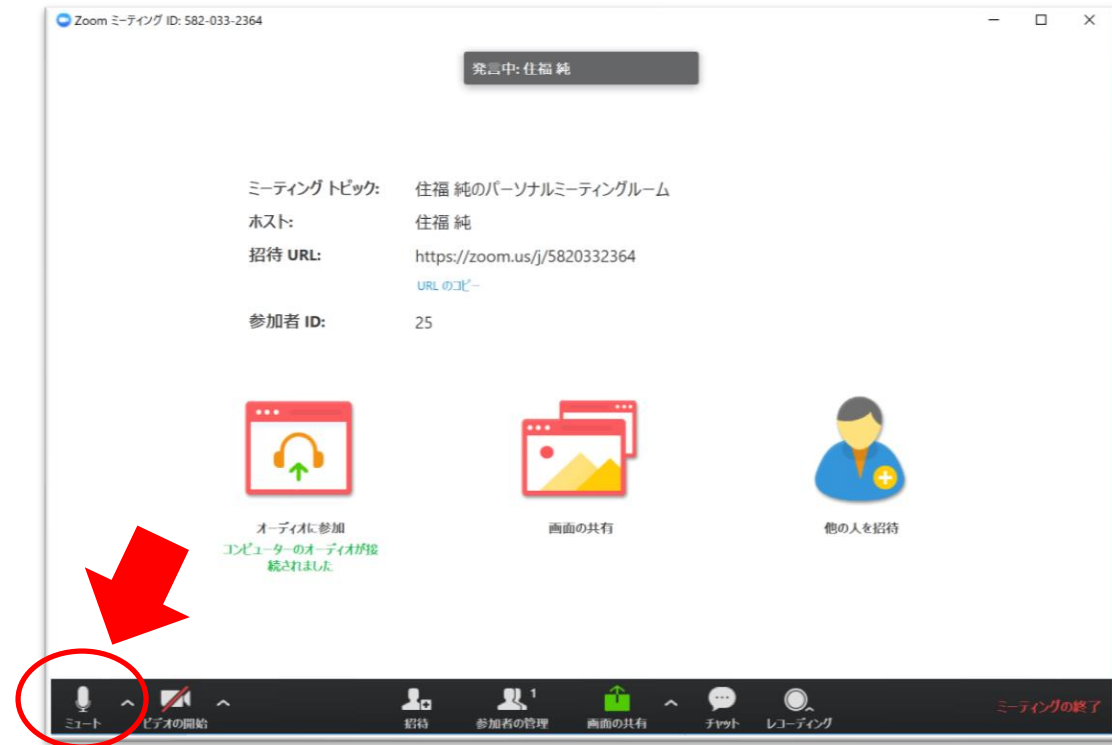 Zoom ミーティング ID: 582-033-2364
発言中: 住福 純
ミーティング トピック: 住福 純のパーソナルミーティングルーム
ホスト: 住福 純
招待 URL: https://zoom.us/j/5820332364
URL のコピー
参加者 ID: 25
オーディオに参加
コンピューターのオーディオが接
続されました
画面の共有
他の人を招待
ミュート
ビデオの開始
招待
1
参加者の管理
画面の共有
チャット
レコーディング
ミーティングの終了